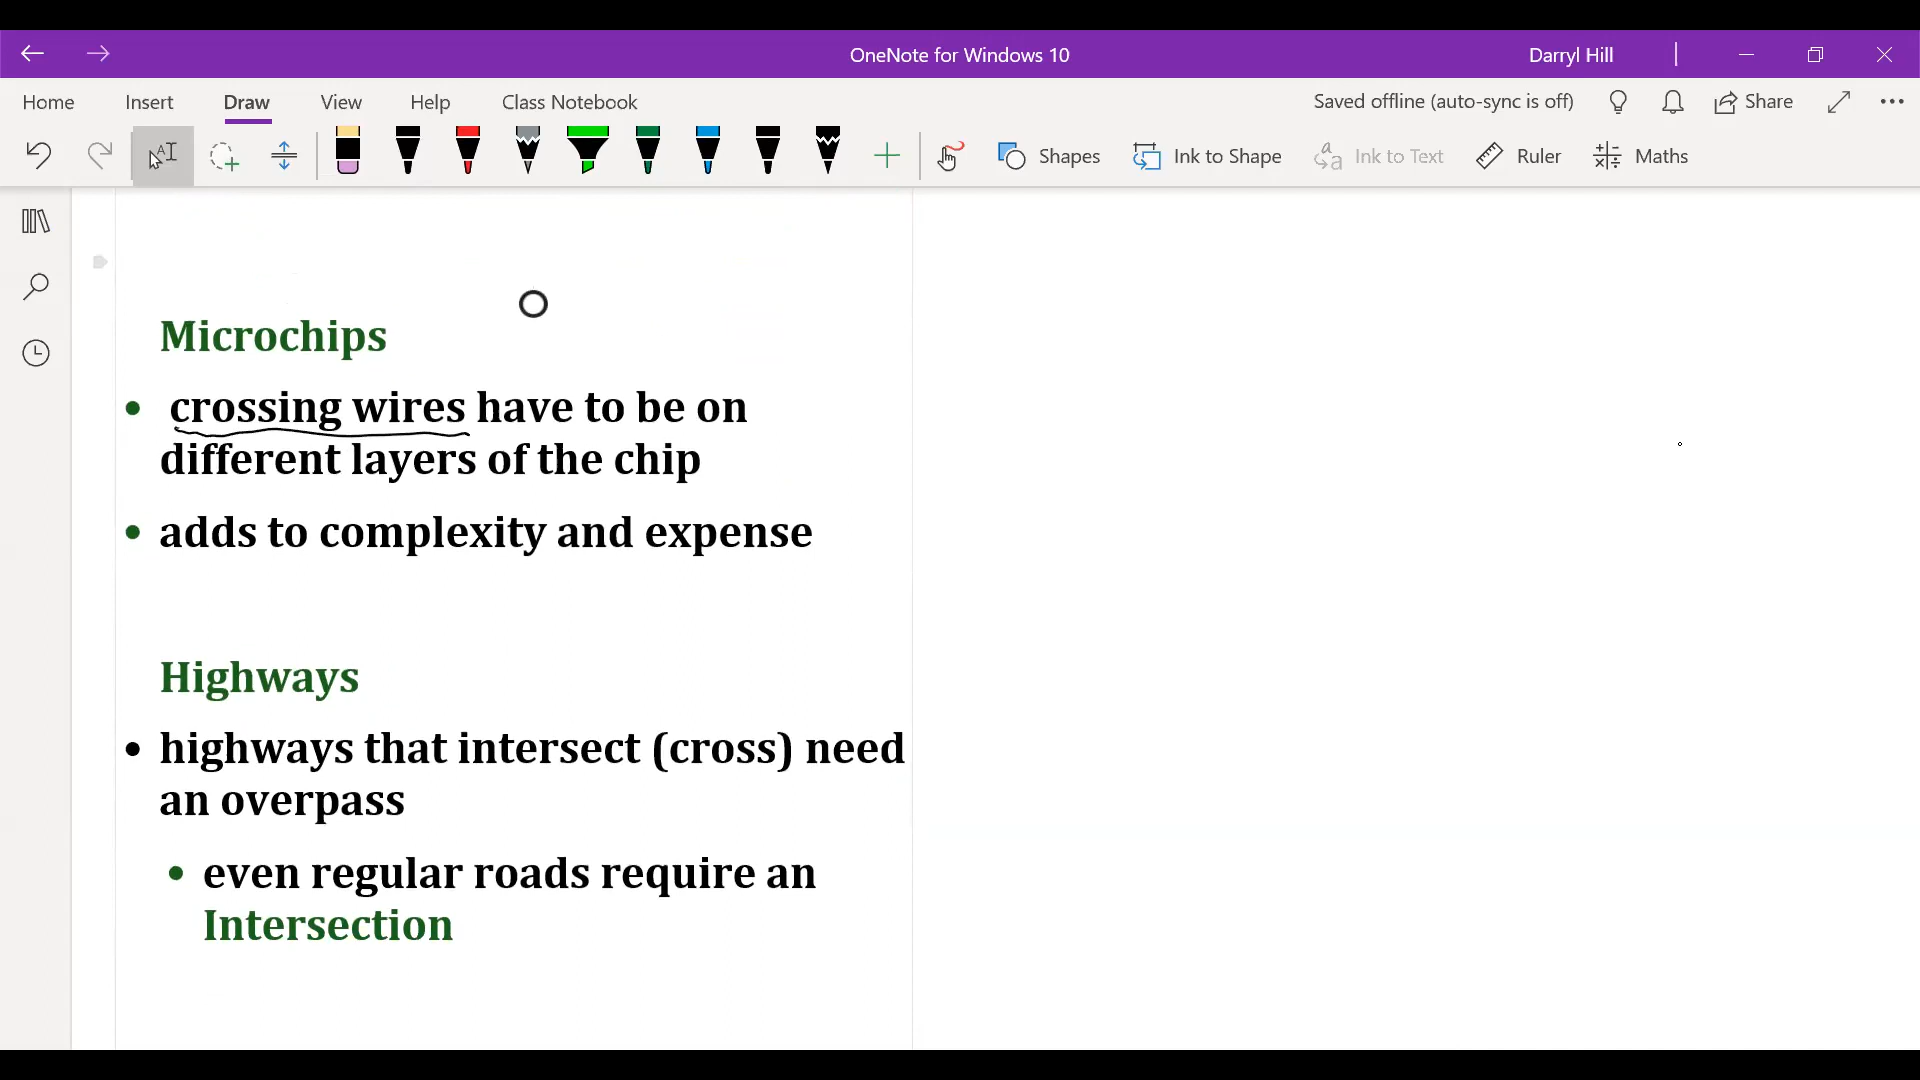 OneNote for Windows 10
Darryl Hill
Home Insert Draw View Help Class Notebook
Saved offline (auto-sync is off) Share
Shapes Ink to Shape Ink to Text Ruler Maths
Microchips
• crossing wires have to be on
different layers of the chip
• adds to complexity and expense
Highways
• highways that intersect (cross) need
an overpass
• even regular roads require an
Intersection